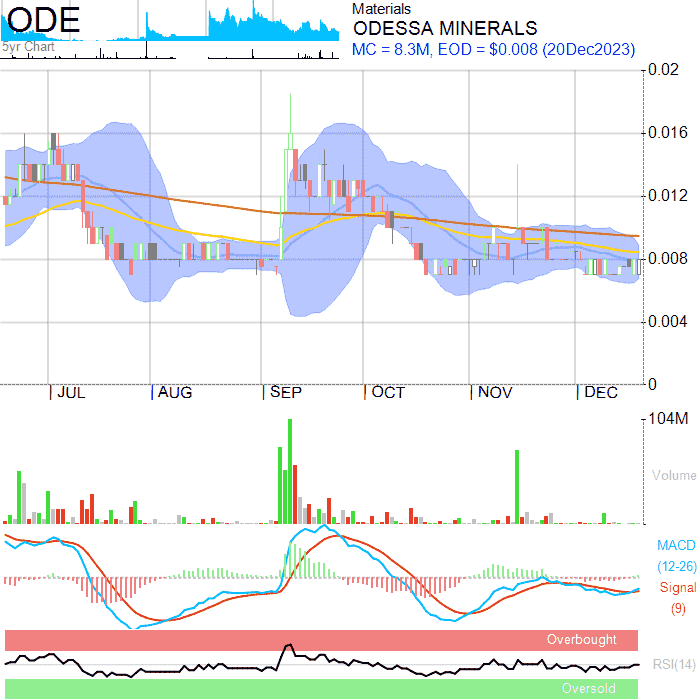 ODE
5yr Chart
Materials
ODESSA MINERALS
MC = 8.3M, EOD = $0.008 (20Dec2023)
0.02
0.016
0.012
0.008
0.004
0
JUL AUG SEP OCT NOV DEC
104M
Volume
MACD
(12-26)
Signal
(9)
Overbought
RSI(14)
Oversold